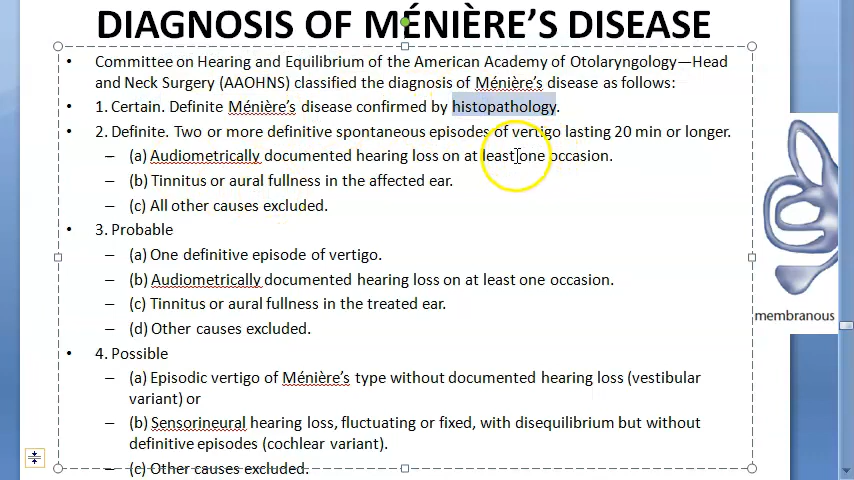 DIAGNOSIS OF MÉNIÈRE'S DISEASE
• Committee on Hearing and Equilibrium of the American Academy of Otolaryngology—Head
and Neck Surgery (AAOHNS) classified the diagnosis of Ménière's disease as follows:
• 1. Certain. Definite Ménière's disease confirmed by histopathology.
• 2. Definite. Two or more definitive spontaneous episodes of vertigo lasting 20 min or longer.
– (a) Audiometrically documented hearing loss on at least one occasion.
– (b) Tinnitus or aural fullness in the affected ear.
– (c) All other causes excluded.
• 3. Probable
– (a) One definitive episode of vertigo.
– (b) Audiometrically documented hearing loss on at least one occasion.
– (c) Tinnitus or aural fullness in the treated ear.
– (d) Other causes excluded.
• 4. Possible
– (a) Episodic vertigo of Ménière's type without documented hearing loss (vestibular
variant) or
– (b) Sensorineural hearing loss, fluctuating or fixed, with disequilibrium but without
definitive episodes (cochlear variant).
– (c) Other causes excluded.
membranous